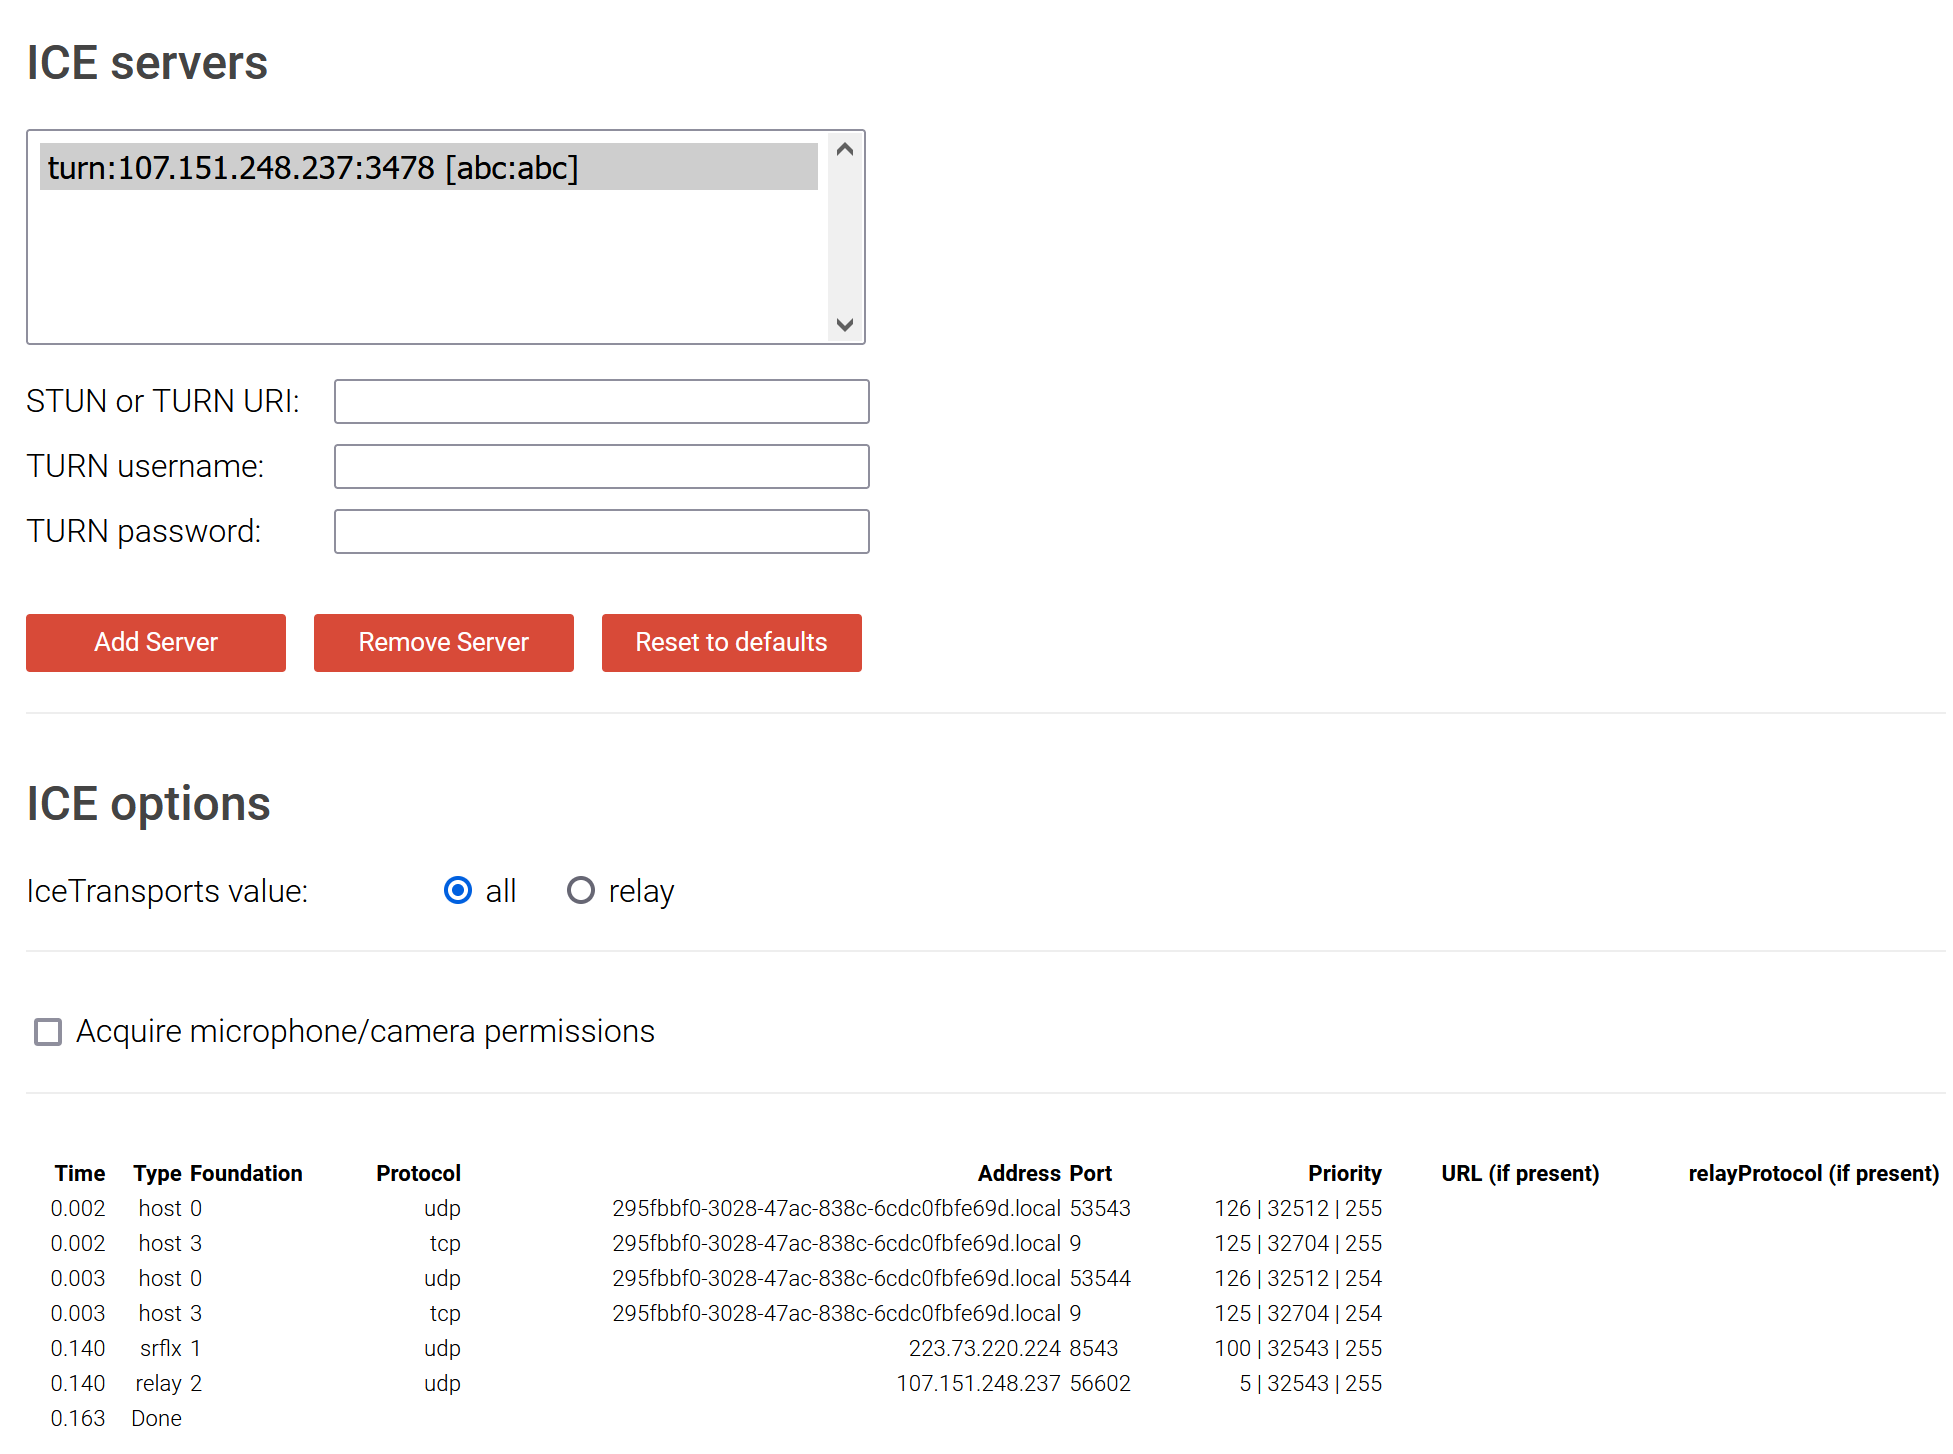 ICE servers
turn:107.151.248.237:3478 [abc:abc]
STUN or TURN URI:
TURN username:
TURN password:
Add Server Remove Server Reset to defaults
ICE options
IceTransports value: all relay
Acquire microphone/camera permissions
Time Type Foundation Protocol Address Port Priority URL (if present) relayProtocol (if present)
0.002 host 0 udp 295fbbf0-3028-47ac-838c-6cdc0fbfe69d.local 53543 126 | 32512 | 255
0.002 host 3 tcp 295fbbf0-3028-47ac-838c-6cdc0fbfe69d.local 9 125 | 32704 | 255
0.003 host 0 udp 295fbbf0-3028-47ac-838c-6cdc0fbfe69d.local 53544 126 | 32512 | 254
0.003 host 3 tcp 295fbbf0-3028-47ac-838c-6cdc0fbfe69d.local 9 125 | 32704 | 254
0.140 srflx 1 udp 223.73.220.224 8543 100 | 32543 | 255
0.140 relay 2 udp 107.151.248.237 56602 5 | 32543 | 255
0.163 Done